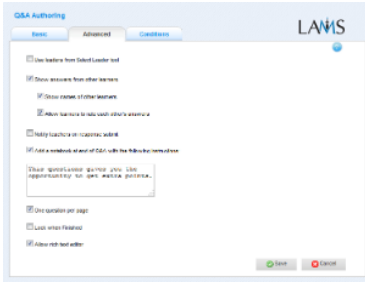 Q&A Authoring
LAMS
Basic Advanced Conditions
Use leaders from Select Leader tool
Show answers from other learners
Show names of other learners
Allow learners to rate each other's answers
Notify teachers on response submit
Add a notebook at end of Q&A with the following instructions
This questions gives you the
opportunity to get extra points.
One question per page
Lock when finished
Allow rich text editor
Save Cancel